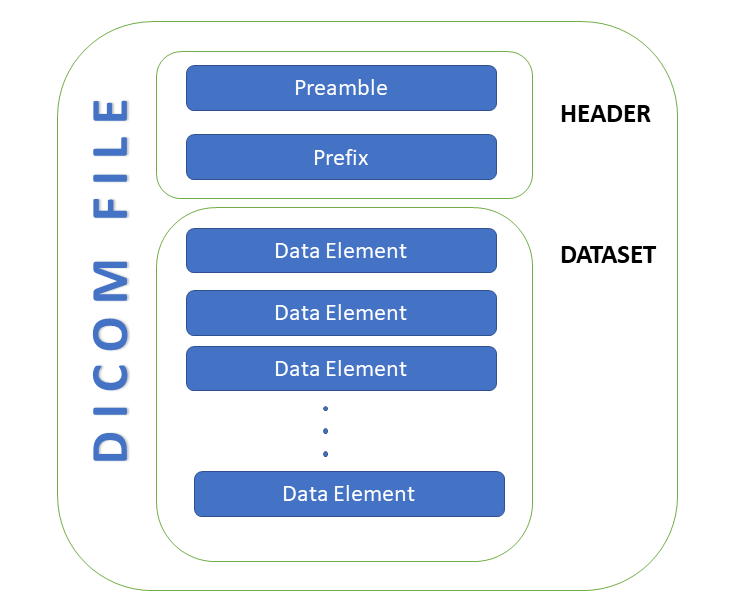 DICOM FILE
Preamble
Prefix
HEADER
Data Element
Data Element
Data Element
Data Element
DATASET